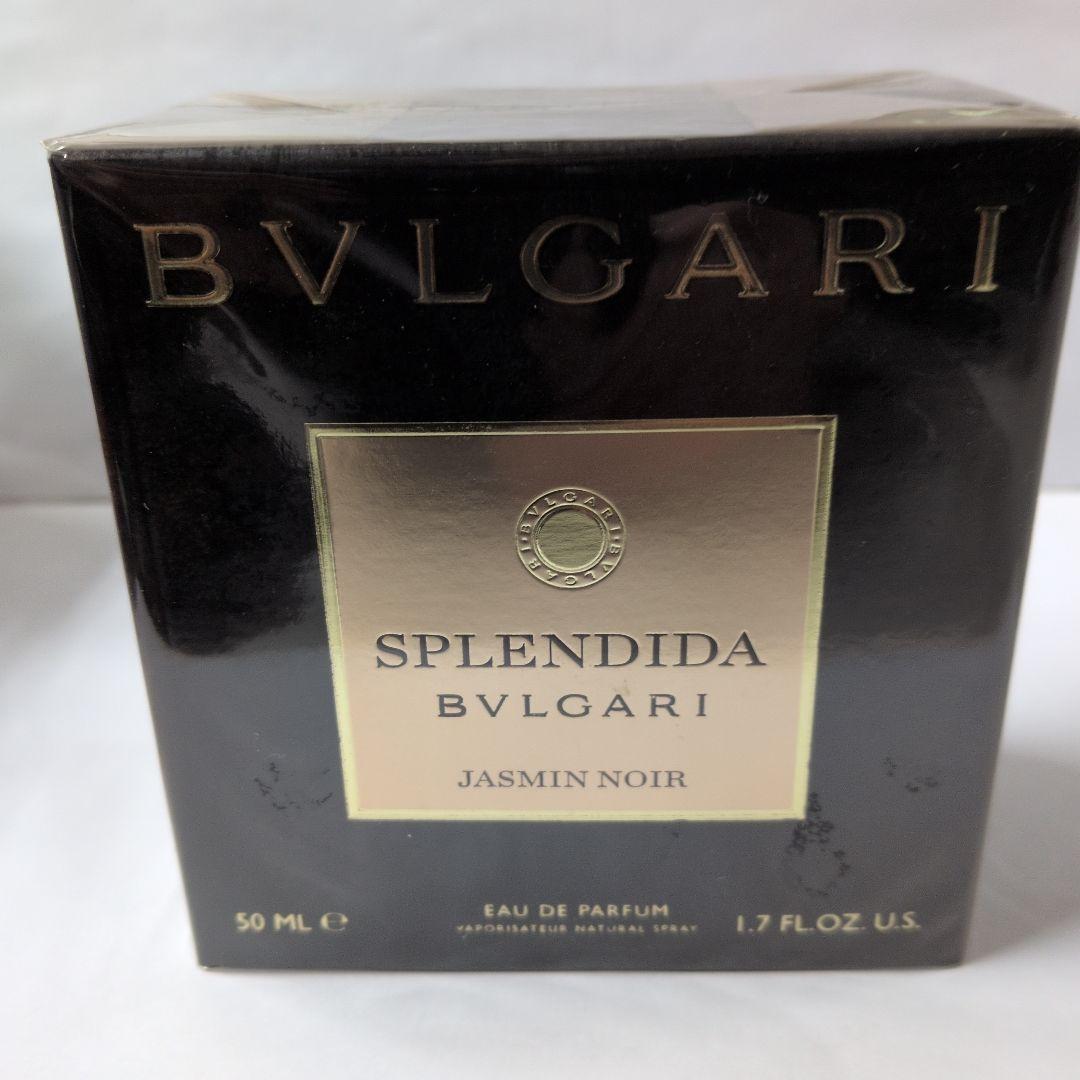 BVLGARI
BVLGARI · BVLGARI ·
SPLENDIDA
BVLGARI
JASMIN NOIR
EAU DE PARFUM
VAPORISATEUR NATURAL SPRAY
50 ML ℮
1.7 FL.OZ. U.S.